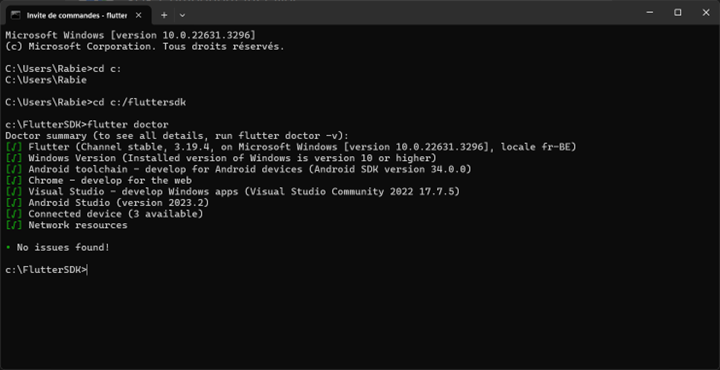 Invite de commandes - flutter
Microsoft Windows [version 10.0.22631.3296]
(c) Microsoft Corporation. Tous droits réservés.
C:\Users\Rabie>cd c:
C:\Users\Rabie
C:\Users\Rabie>cd c:/fluttersdk
c:\FlutterSDK>flutter doctor
Doctor summary (to see all details, run flutter doctor -v):
[√] Flutter (Channel stable, 3.19.4, on Microsoft Windows [version 10.0.22631.3296], locale fr-BE)
[√] Windows Version (Installed version of Windows is version 10 or higher)
[√] Android toolchain - develop for Android devices (Android SDK version 34.0.0)
[√] Chrome - develop for the web
[√] Visual Studio - develop Windows apps (Visual Studio Community 2022 17.7.5)
[√] Android Studio (version 2023.2)
[√] Connected device (3 available)
[√] Network resources
• No issues found!
c:\FlutterSDK>